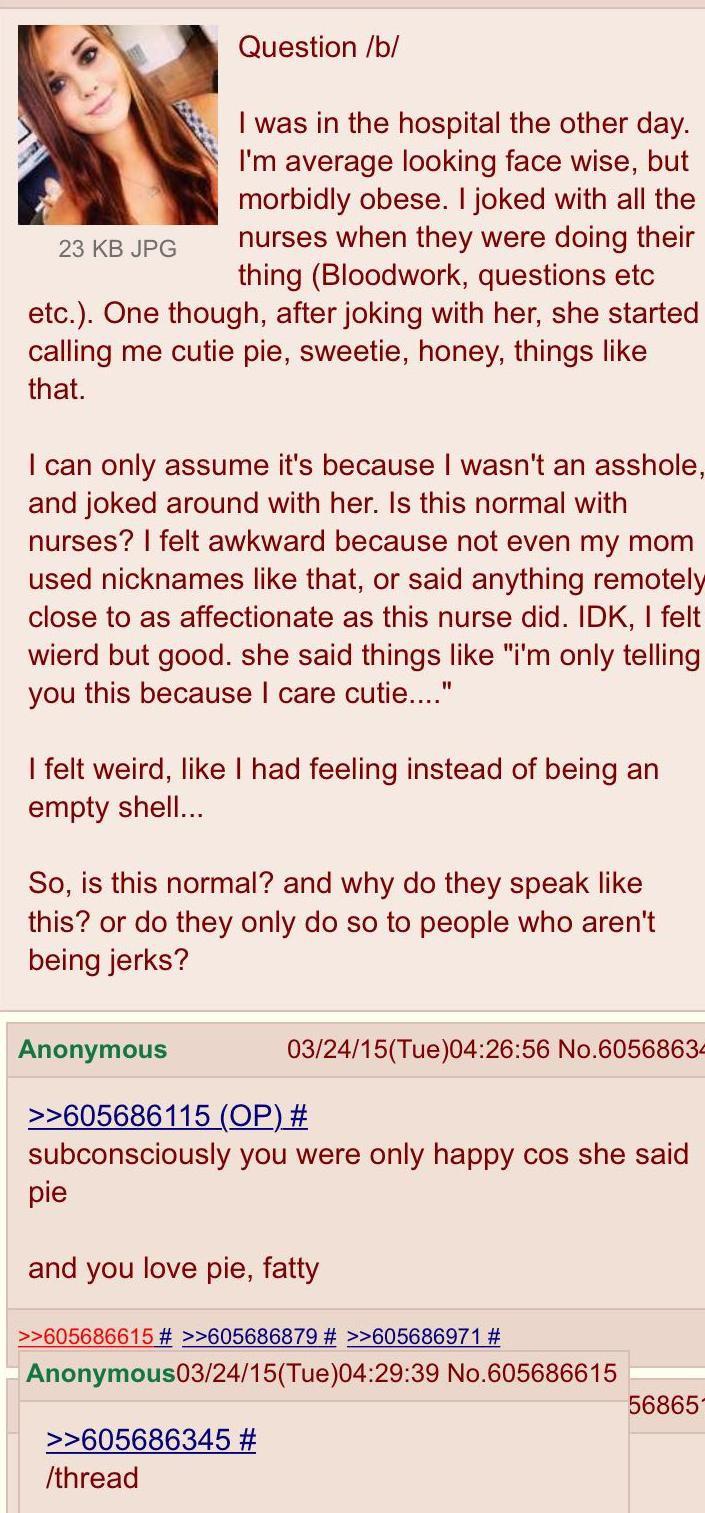 Question /b/
I was in the hospital the other day.
I'm average looking face wise, but
morbidly obese. I joked with all the
nurses when they were doing their
thing (Bloodwork, questions etc
23 KB JPG
etc.). One though, after joking with her, she started
calling me cutie pie, sweetie, honey, things like
that.
I can only assume it's because I wasn't an asshole,
and joked around with her. Is this normal with
nurses? I felt awkward because not even my mom
used nicknames like that, or said anything remotely
close to as affectionate as this nurse did. IDK, I felt
wierd but good. she said things like "i'm only telling
you this because I care cutie...."
I felt weird, like I had feeling instead of being an
empty shell...
So, is this normal? and why do they speak like
this? or do they only do so to people who aren't
being jerks?
Anonymous 03/24/15(Tue)04:26:56 No.60568634
>>605686115 (OP) #
subconsciously you were only happy cos she said
pie
and you love pie, fatty
>>605686615 # >>605686879 # >>605686971 #
Anonymous03/24/15(Tue)04:29:39 No.605686615
568651
>>605686345 #
/thread